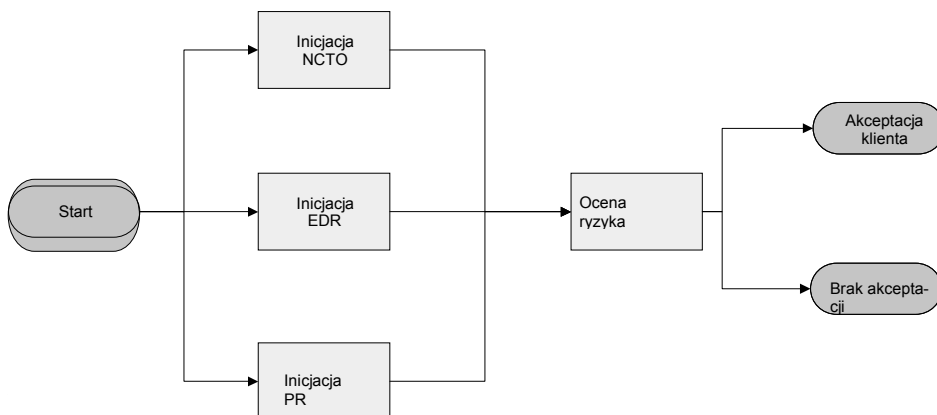 Inicjacja
NCTO
Akceptacja
klienta
Start
Inicjacja
EDR
Ocena
ryzyka
Brak akcepta-
cji
Inicjacja
PR